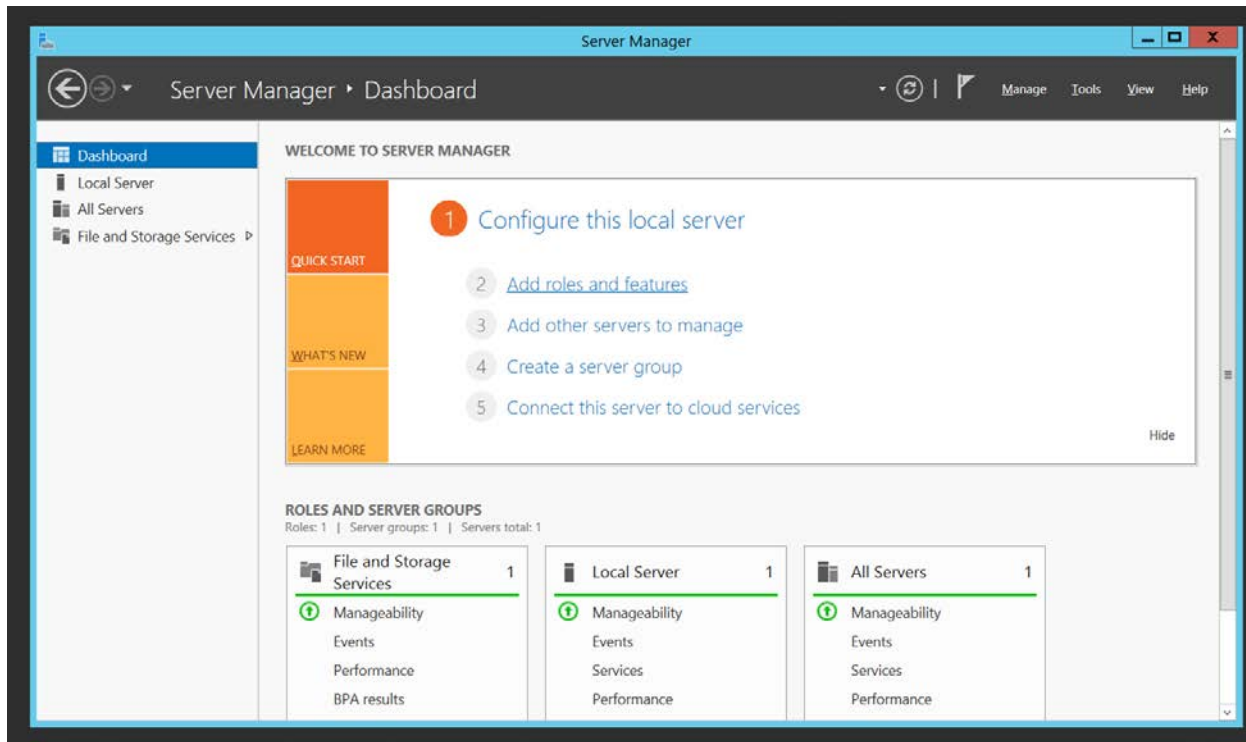 Server Manager
Server Manager ‣ Dashboard
Manage Tools View Help
Dashboard
Local Server
All Servers
File and Storage Services
WELCOME TO SERVER MANAGER
QUICK START
WHAT'S NEW
LEARN MORE
1 Configure this local server
2 Add roles and features
3 Add other servers to manage
4 Create a server group
5 Connect this server to cloud services
Hide
ROLES AND SERVER GROUPS
Roles: 1 | Server groups: 1 | Servers total: 1
File and Storage
Services 1
Manageability
Events
Performance
BPA results
Local Server 1
Manageability
Events
Services
Performance
All Servers 1
Manageability
Events
Services
Performance